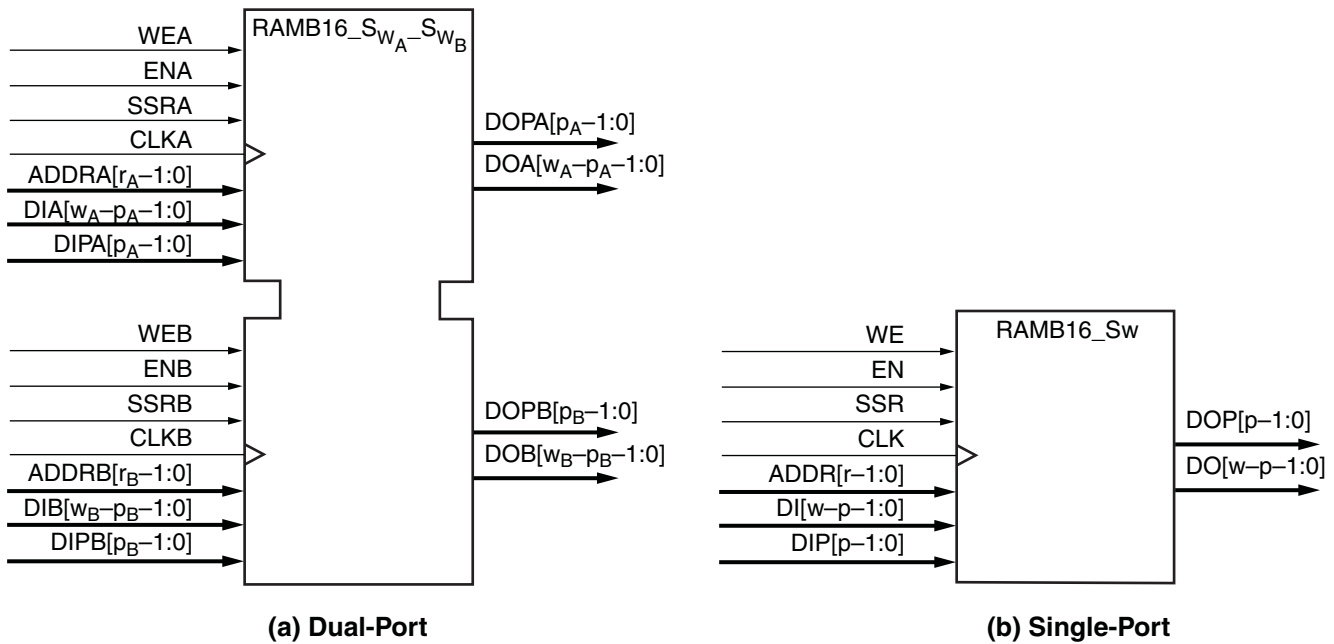 RAMB16_SWA_SWB
WEA
ENA
SSRA
CLKA
ADDRA[rA–1:0]
DIA[wA–pA–1:0]
DIPA[pA–1:0]
DOPA[pA–1:0]
DOA[wA–pA–1:0]
WEB
ENB
SSRB
CLKB
ADDRB[rB–1:0]
DIB[wB–pB–1:0]
DIPB[pB–1:0]
DOPB[pB–1:0]
DOB[wB–pB–1:0]
(a) Dual-Port
RAMB16_Sw
WE
EN
SSR
CLK
ADDR[r–1:0]
DI[w–p–1:0]
DIP[p–1:0]
DOP[p–1:0]
DO[w–p–1:0]
(b) Single-Port